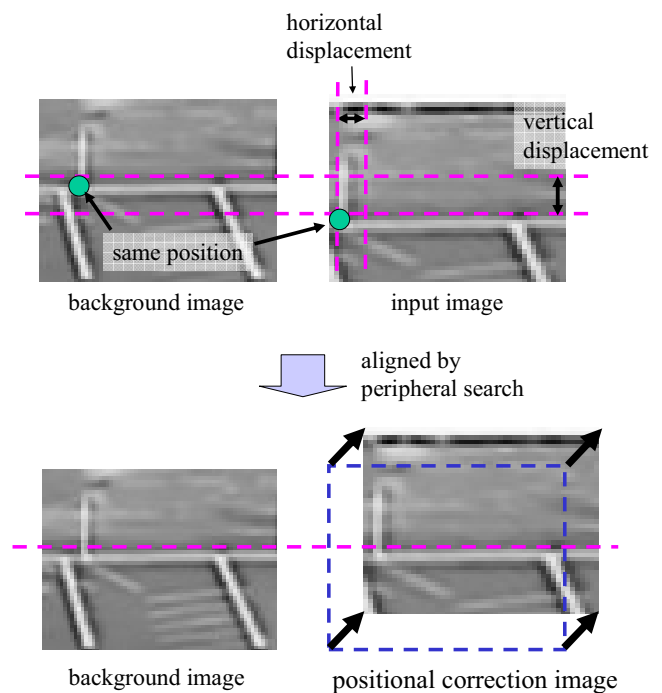 horizontal
displacement
vertical
displacement
same position
background image
input image
aligned by
peripheral search
background image
positional correction image